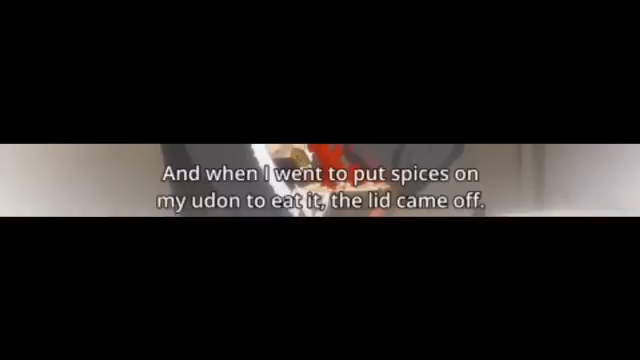 And when I went to put spices on
my udon to eat it, the lid came off.